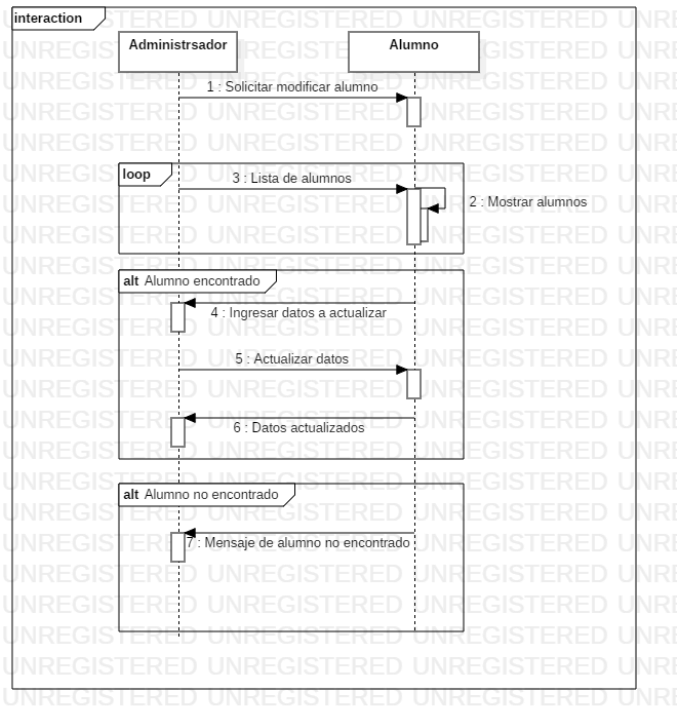 interaction
Administrsador
Alumno
1 : Solicitar modificar alumno
loop
3 : Lista de alumnos
2 : Mostrar alumnos
alt Alumno encontrado
4 : Ingresar datos a actualizar
5 : Actualizar datos
6 : Datos actualizados
alt Alumno no encontrado
7 : Mensaje de alumno no encontrado
UNREGISTERED